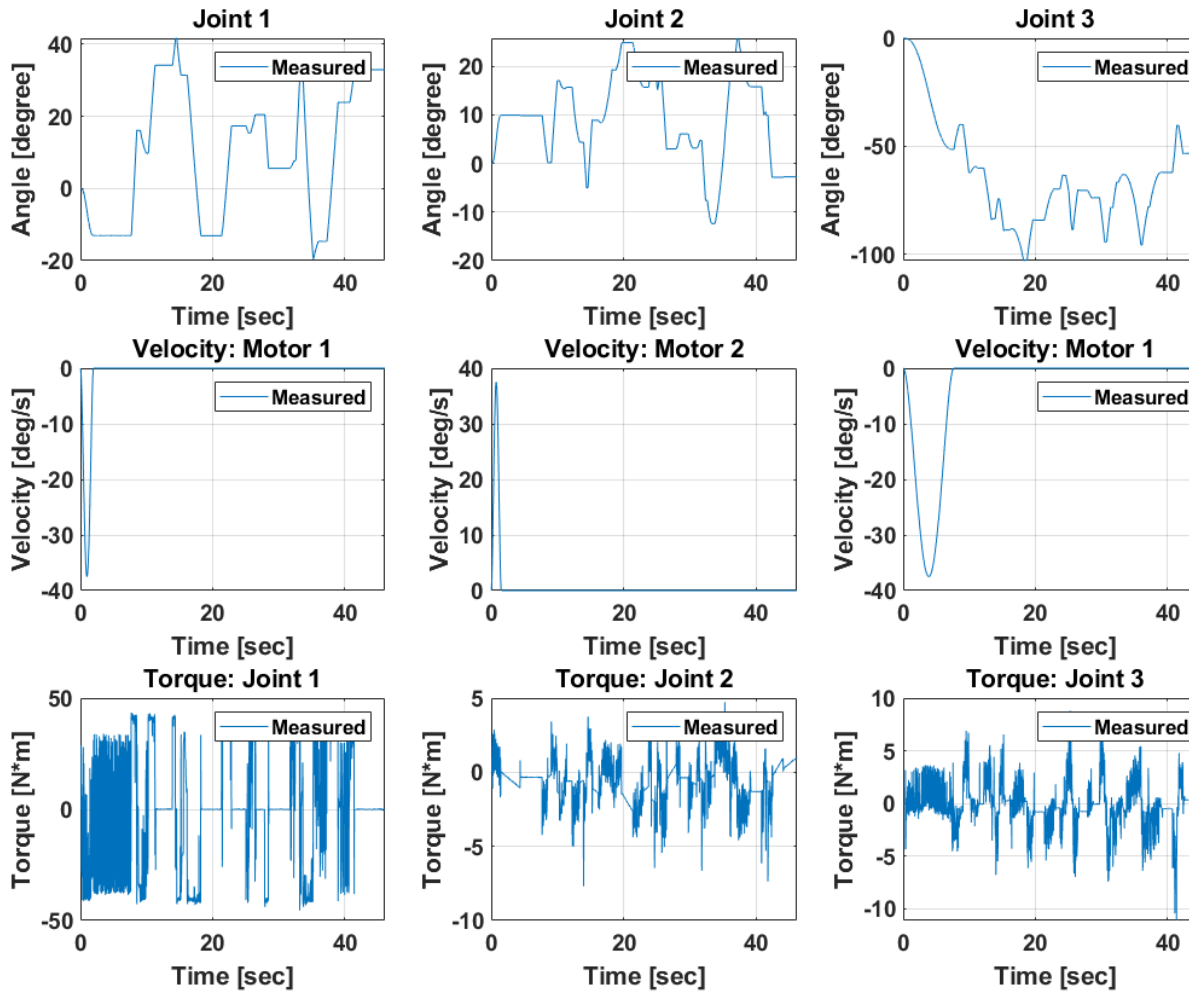 Joint 1
Joint 2
Joint 3
Measured
Measured
Measured
Angle [degree]
40
20
0
-20
0
20
40
Time [sec]
Angle [degree]
20
10
0
-10
-20
0
20
40
Time [sec]
Angle [degree]
0
-50
-100
0
20
40
Time [sec]
Velocity: Motor 1
Velocity: Motor 2
Velocity: Motor 1
Measured
Measured
Measured
Velocity [deg/s]
0
-10
-20
-30
-40
0
20
40
Time [sec]
Velocity [deg/s]
40
30
20
10
0
0
20
40
Time [sec]
Velocity [deg/s]
0
-10
-20
-30
-40
0
20
40
Time [sec]
Torque: Joint 1
Torque: Joint 2
Torque: Joint 3
Measured
Measured
Measured
Torque [N*m]
50
0
-50
0
20
40
Time [sec]
Torque [N*m]
5
0
-5
-10
0
20
40
Time [sec]
Torque [N*m]
10
5
0
-5
-10
0
20
40
Time [sec]